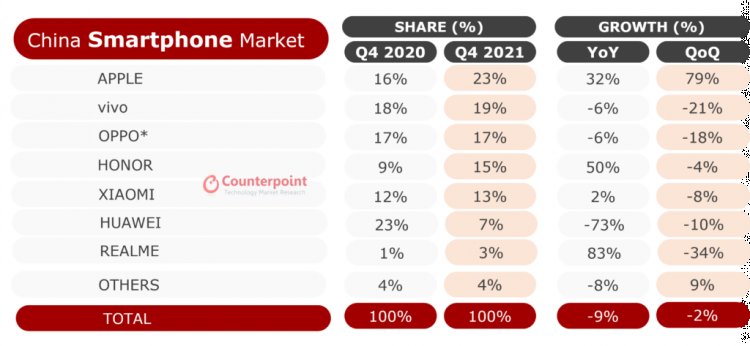 China Smartphone Market SHARE (%) GROWTH (%)
Q4 2020 Q4 2021 YoY QoQ
APPLE 16% 23% 32% 79%
vivo 18% 19% -6% -21%
OPPO* 17% 17% -6% -18%
HONOR 9% 15% 50% -4%
Counterpoint
Technology Market Research
XIAOMI 12% 13% 2% -8%
HUAWEI 23% 7% -73% -10%
REALME 1% 3% 83% -34%
OTHERS 4% 4% -8% 9%
TOTAL 100% 100% -9% -2%